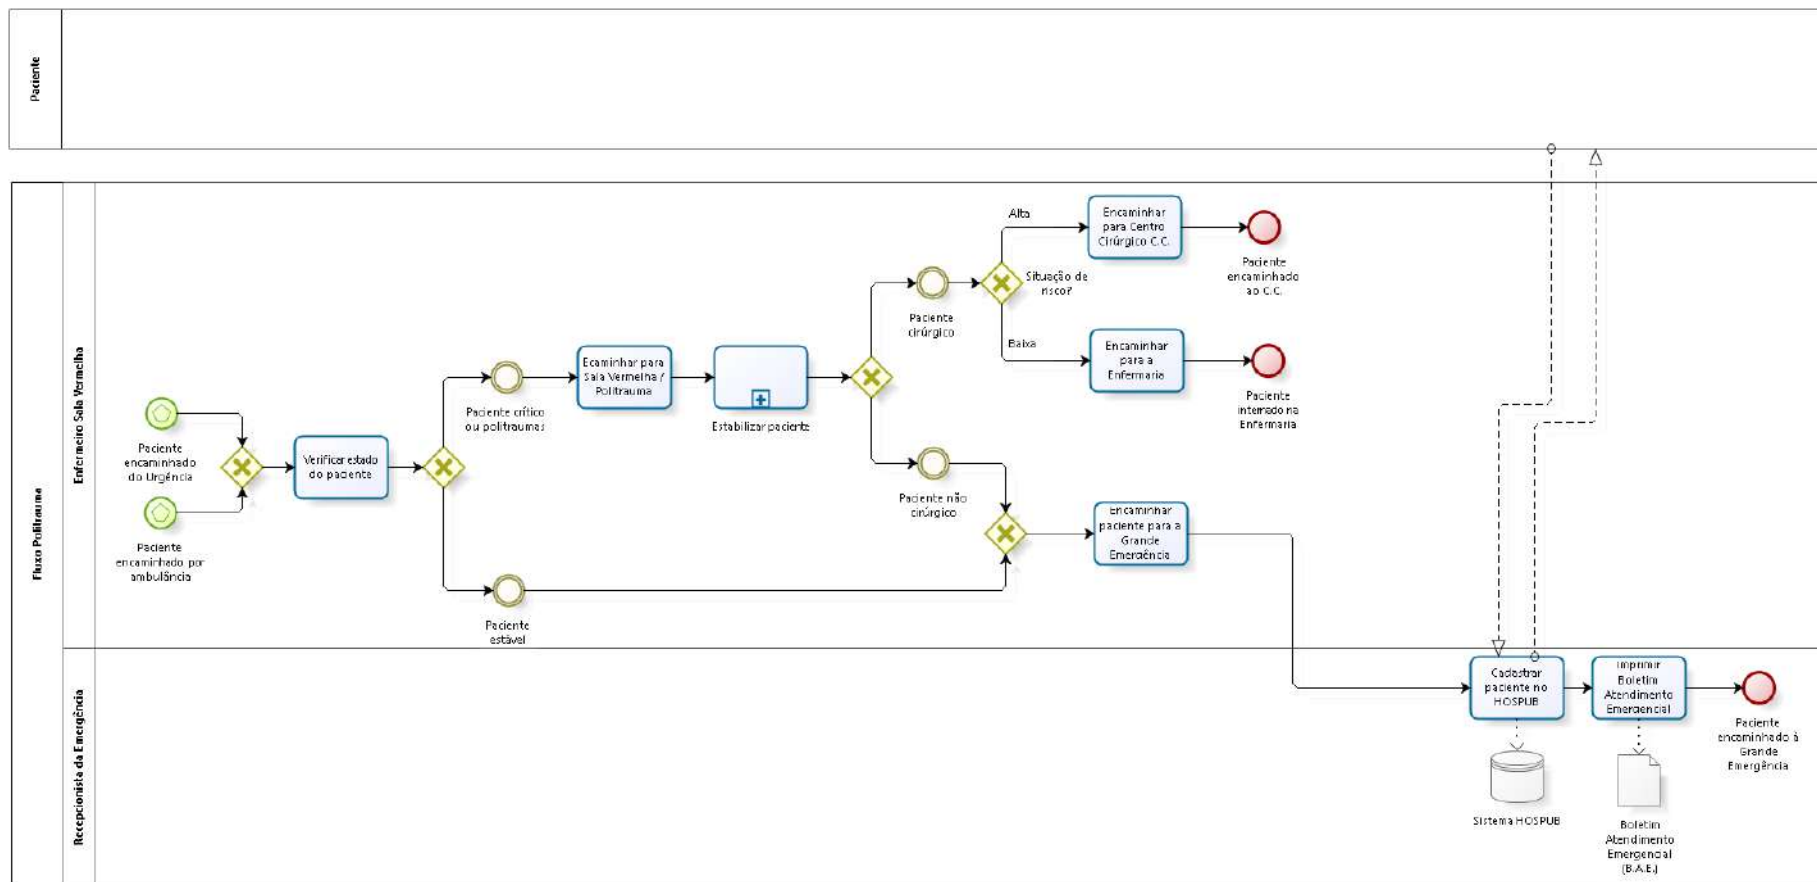 Paciente
Fluxo Politrauma
Enfermeiro Sala Vermelha
Recepcionista da Emergência
Paciente
encaminhado
do Urgência
Paciente
encaminhado por
ambulância
Verificar estado
do paciente
Paciente crítico
ou politraumas
Paciente
estável
Ecaminhar para
Sala Vermelha /
Politrauma
Estabilizar paciente
Paciente
cirúrgico
Paciente não
cirúrgico
Alta
Situação de
risco?
Baixa
Encaminhar
para Centro
Cirúrgico C.C.
Paciente
encaminhado
ao C.C.
Encaminhar
para a
Enfermaria
Paciente
internado na
Enfermaria
Encaminhar
paciente para a
Grande
Emergência
Cadastrar
paciente no
HOSPUB
Imprimir
Boletim
Atendimento
Emergencial
Paciente
encaminhado à
Grande
Emergência
Sistema HOSPUB
Boletim
Atendimento
Emergencial
(B.A.E.)